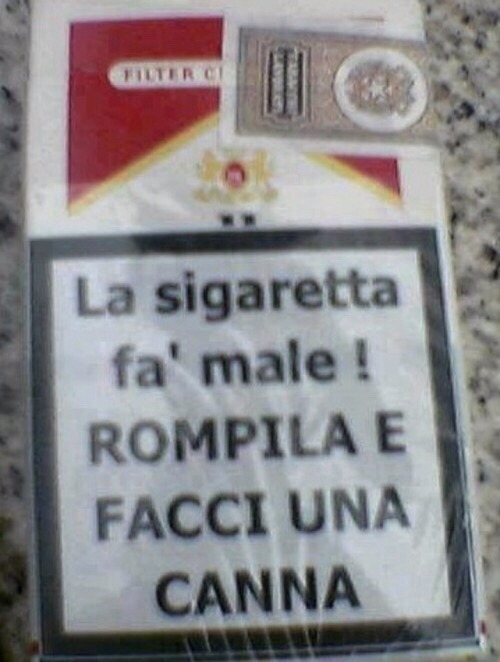 FILTER C
La sigaretta
fa' male !
ROMPILA E
FACCI UNA
CANNA